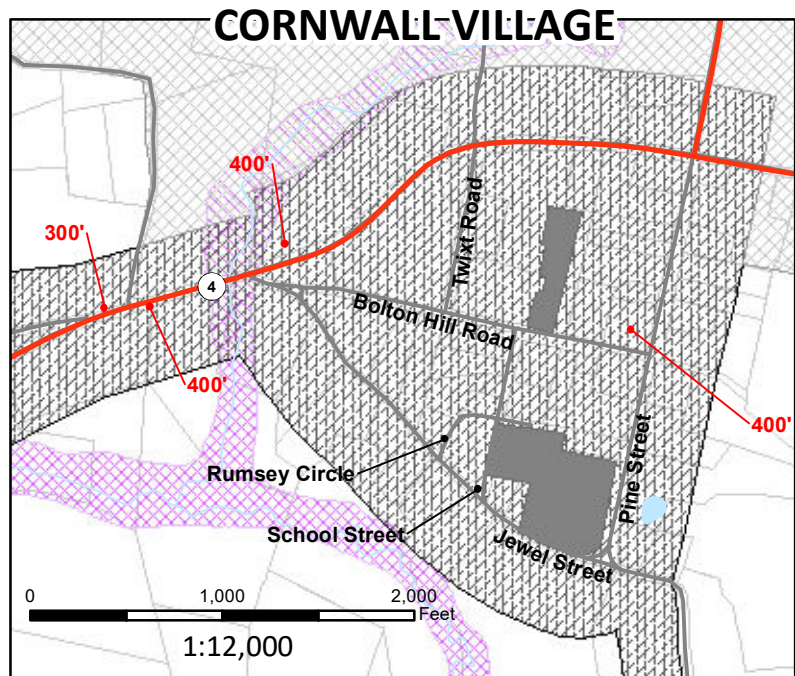 CORNWALL VILLAGE
400'
300'
4
400'
Twixt Road
Bolton Hill Road
400'
Pine Street
Rumsey Circle
School Street
Jewel Street
0 1,000 2,000
Feet
1:12,000